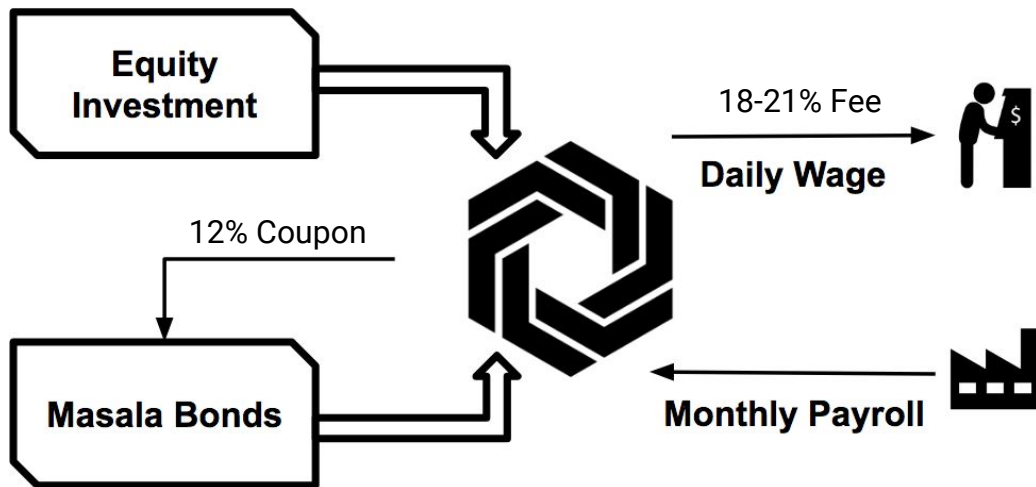 Equity
Investment
18-21% Fee
$
Daily Wage
12% Coupon
Masala Bonds
Monthly Payroll